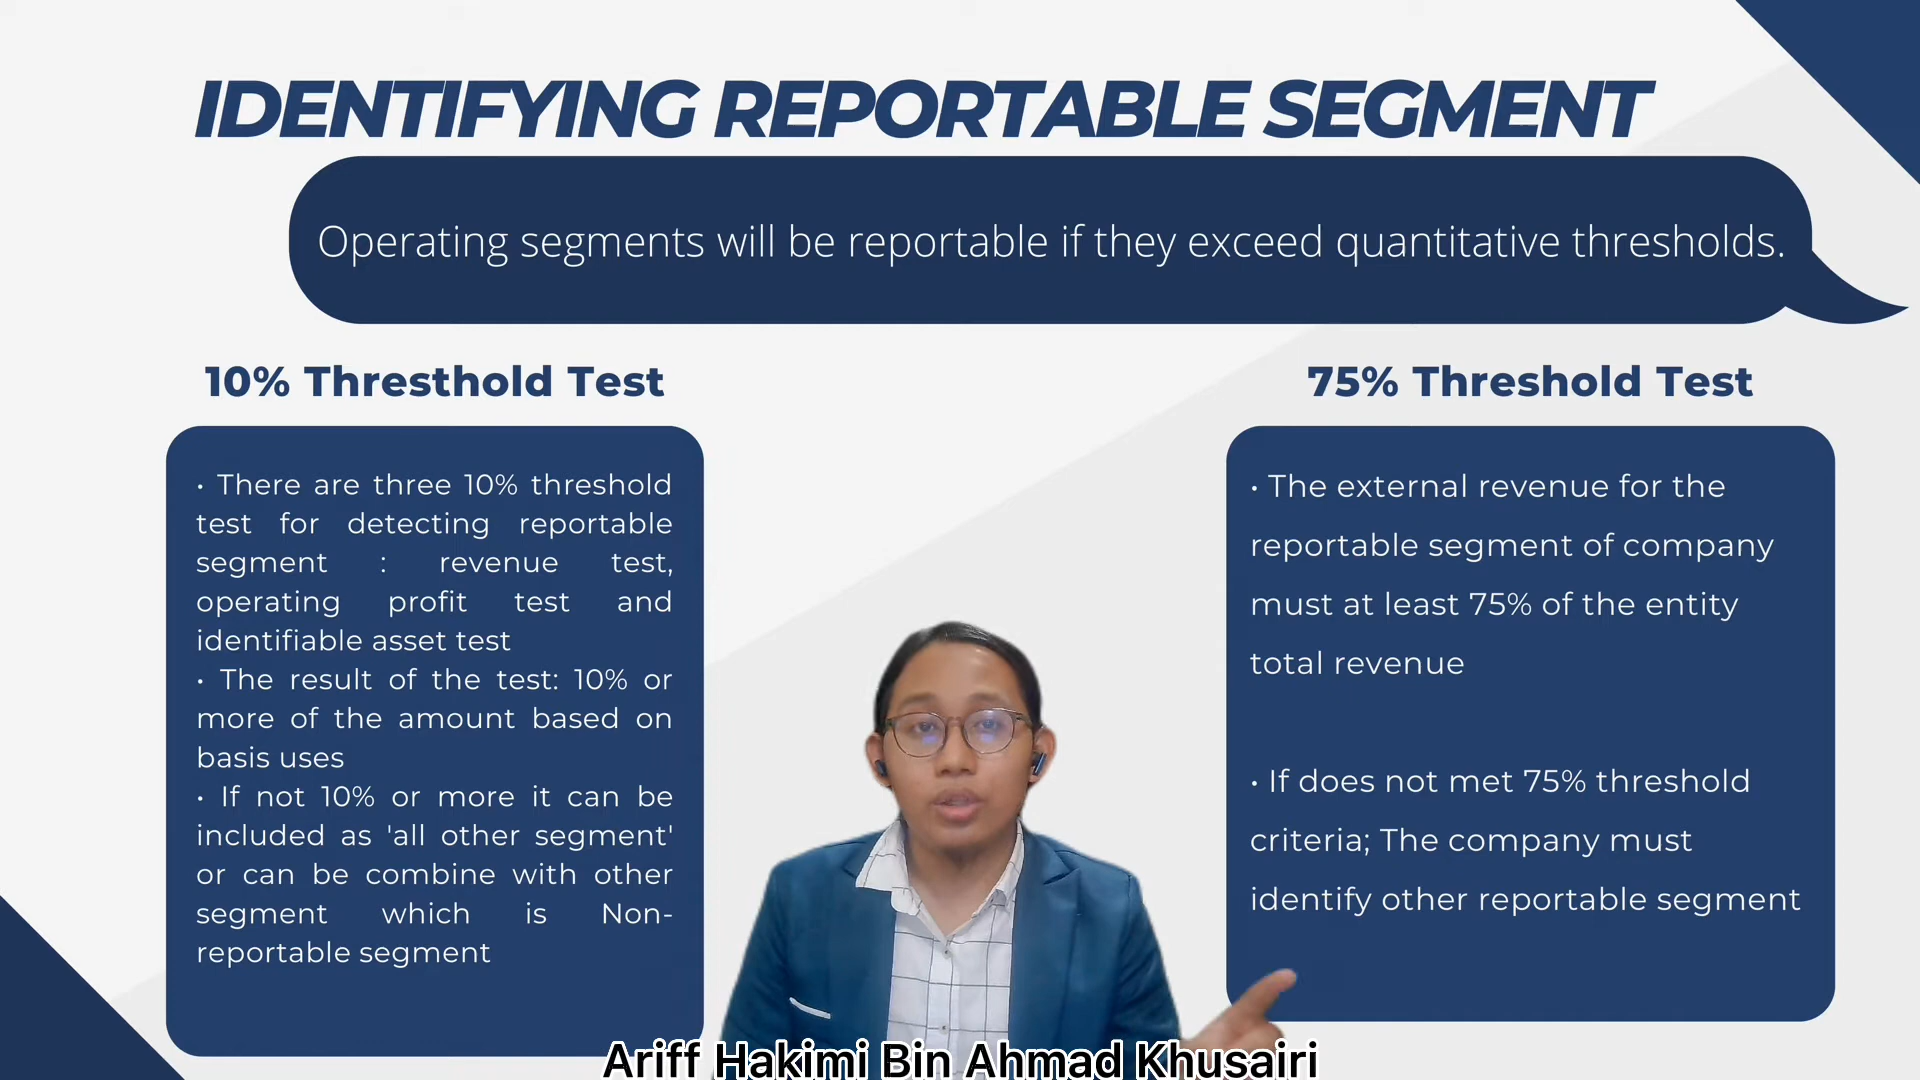 IDENTIFYING REPORTABLE SEGMENT
Operating segments will be reportable if they exceed quantitative thresholds.
10% Thresthold Test
• There are three 10% threshold
test for detecting reportable
segment : revenue test,
operating profit test and
identifiable asset test
• The result of the test: 10% or
more of the amount based on
basis uses
• If not 10% or more it can be
included as 'all other segment'
or can be combine with other
segment which is Non-
reportable segment
75% Threshold Test
• The external revenue for the
reportable segment of company
must at least 75% of the entity
total revenue
• If does not met 75% threshold
criteria; The company must
identify other reportable segment
Ariff Hakimi Bin Ahmad Khusairi